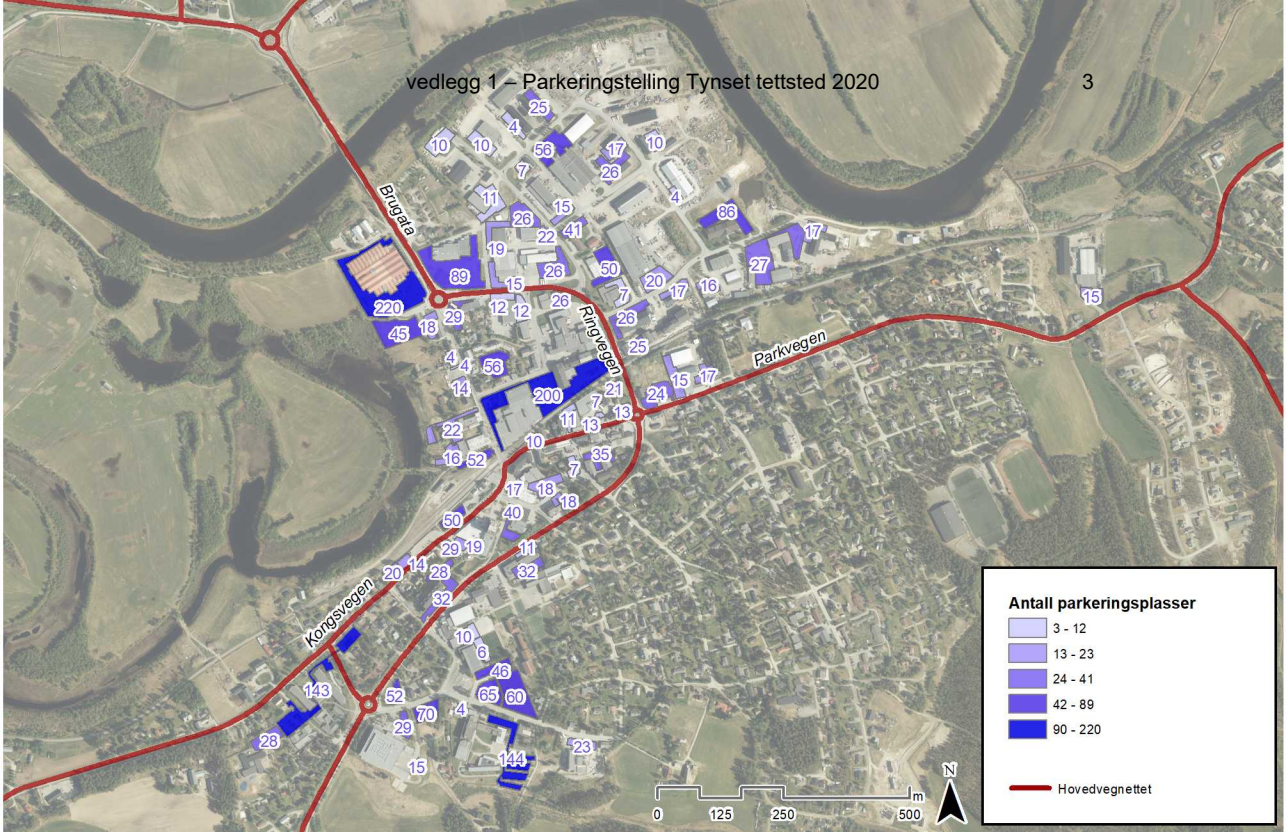 vedlegg 1 – Parkeringstelling Tynset tettsted 2020 3
25
4
10 10 56 17 10
7 26
4
11 15
26 86
41 17
19 22
Brugata
89 26 50 27
15 20
220 7 17 16 15
29 12 12 26
45 18 26
Ringvegen
25
4 4 56
Parkvegen
14 200 21 15 17
7 24
11 13 13
22 10
16 52 35
7
17 18
18
50 40
29 19 11
20 14 28 32
32
Kongsvegen
10
6
46
143 52 65 60
70 4
29
28 144 23
15
Antall parkeringsplasser
3 - 12
13 - 23
24 - 41
42 - 89
90 - 220
Hovedvegnettet
N
m
0 125 250 500